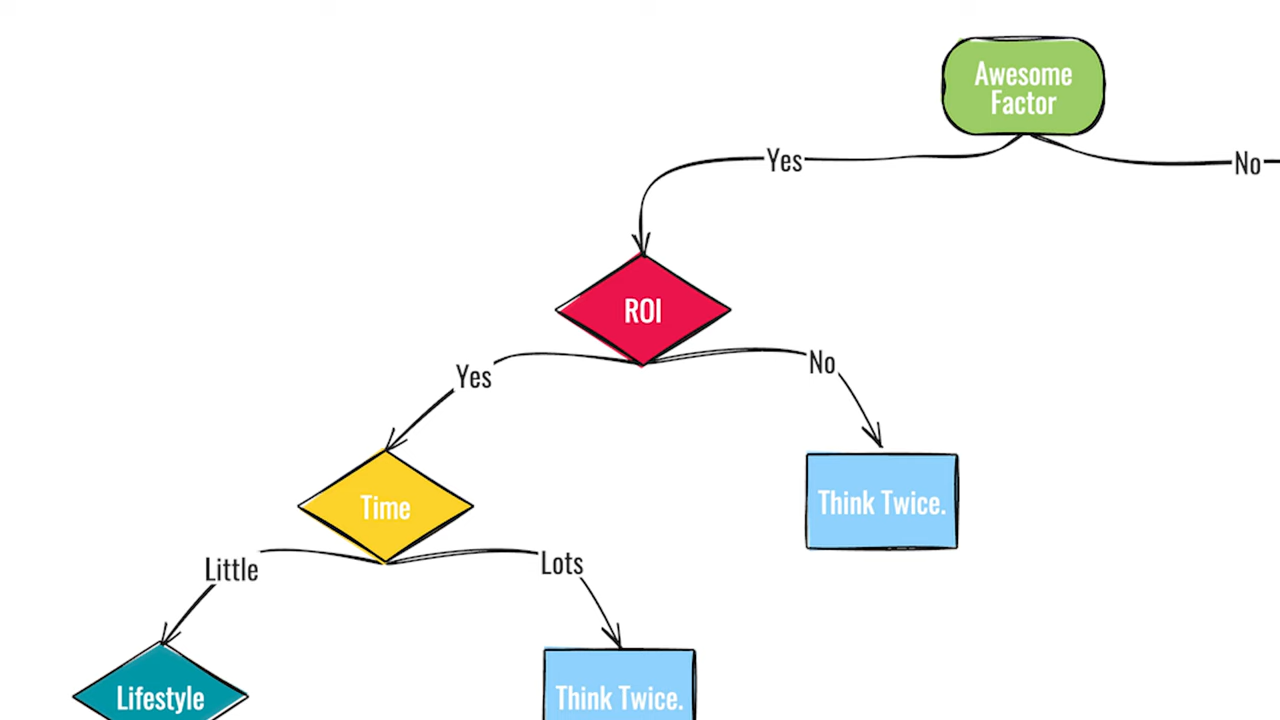 Awesome
Factor
Yes
No
ROI
Yes
No
Time
Think Twice.
Little
Lots
Lifestyle
Think Twice.